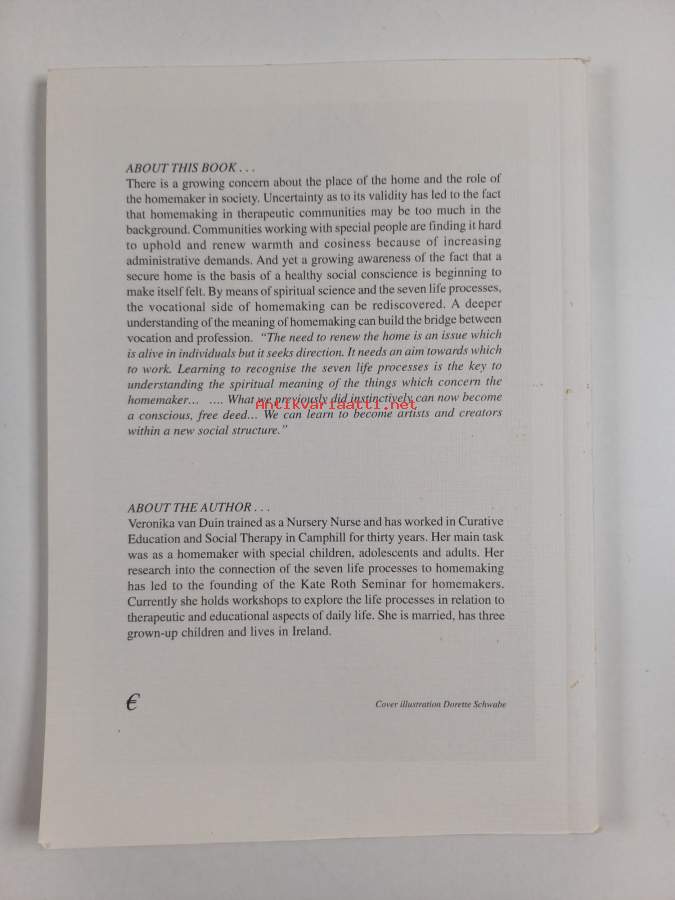 ABOUT THIS BOOK . . .
There is a growing concern about the place of the home and the role of
the homemaker in society. Uncertainty as to its validity has led to the fact
that homemaking in therapeutic communities may be too much in the
background. Communities working with special people are finding it hard
to uphold and renew warmth and cosiness because of increasing
administrative demands. And yet a growing awareness of the fact that a
secure home is the basis of a healthy social conscience is beginning to
make itself felt. By means of spiritual science and the seven life processes,
the vocational side of homemaking can be rediscovered. A deeper
understanding of the meaning of homemaking can build the bridge between
vocation and profession. "The need to renew the home is an issue which
is alive in individuals but it seeks direction. It needs an aim towards which
to work. Learning to recognise the seven life processes is the key to
understanding the spiritual meaning of the things which concern the
homemaker... .... What we previously did instinctively can now become
Antikvariaatti.net
a conscious, free deed... We can learn to become artists and creators
within a new social structure."
ABOUT THE AUTHOR . . .
Veronika van Duin trained as a Nursery Nurse and has worked in Curative
Education and Social Therapy in Camphill for thirty years. Her main task
was as a homemaker with special children, adolescents and adults. Her
research into the connection of the seven life processes to homemaking
has led to the founding of the Kate Roth Seminar for homemakers.
Currently she holds workshops to explore the life processes in relation to
therapeutic and educational aspects of daily life. She is married, has three
grown-up children and lives in Ireland.
€
Cover illustration Dorette Schwabe